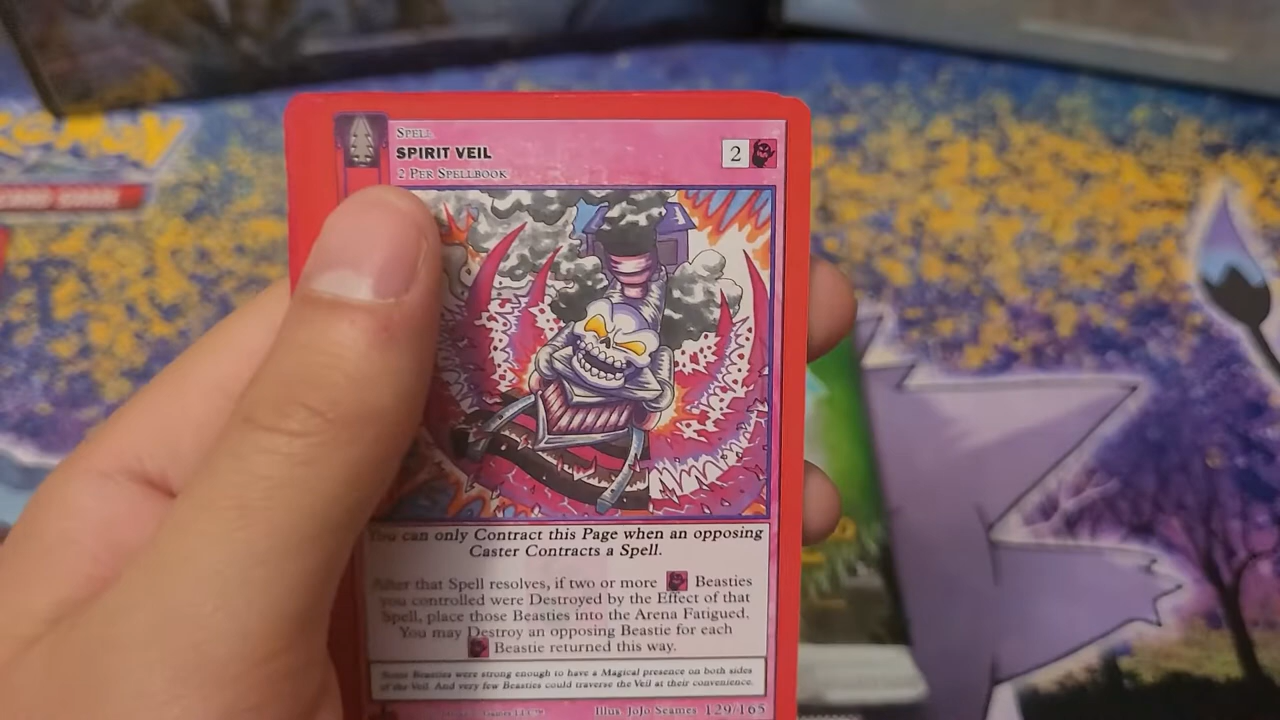 SPELL
SPIRIT VEIL
2 PER SPELLBOOK
2
You can only Contract this Page when an opposing
Caster Contracts a Spell.
After that Spell resolves, if two or more Beasties
you controlled were Destroyed by the Effect of that
Spell, place those Beasties into the Arena Fatigued.
You may Destroy an opposing Beastie for each
Beastie returned this way.
Some Beasties were strong enough to have a Magical presence on both sides
of the Veil. And very few Beasties could traverse the Veil at their convenience.
Illus. JoJo Seames 129/165